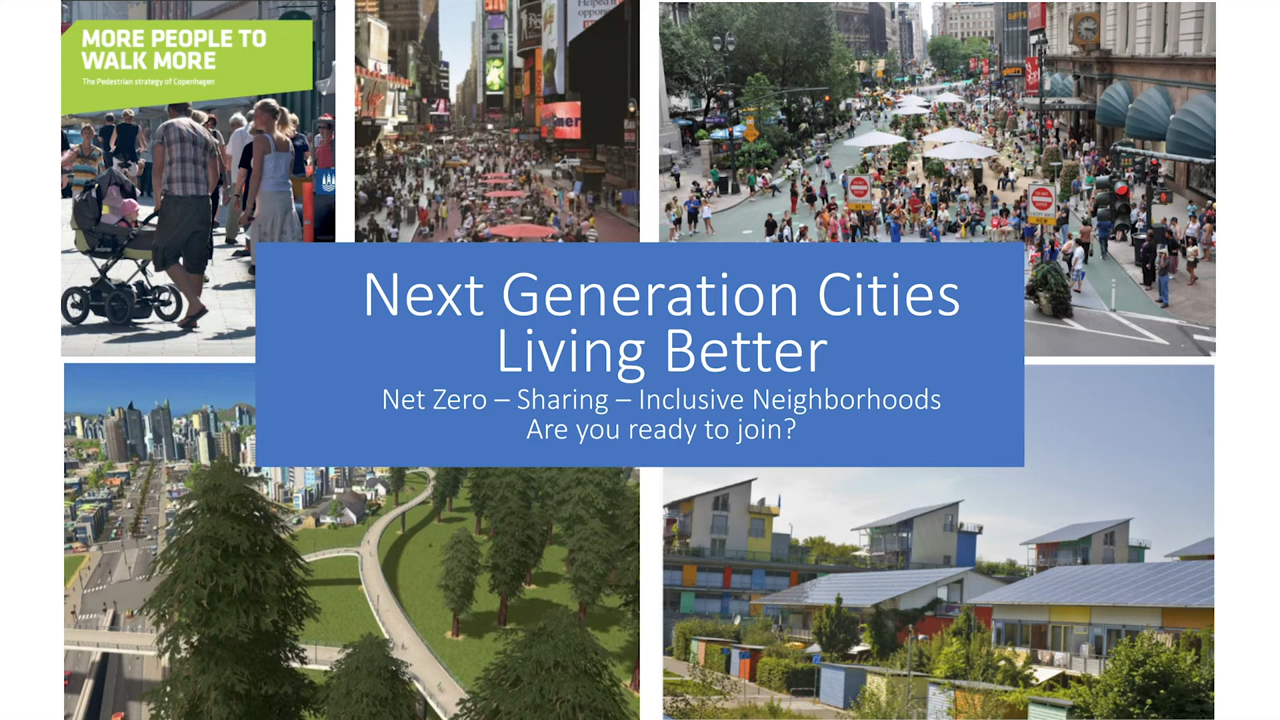 MORE PEOPLE TO
WALK MORE
The Pedestrian strategy of Copenhagen
Next Generation Cities
Living Better
Net Zero – Sharing – Inclusive Neighborhoods
Are you ready to join?